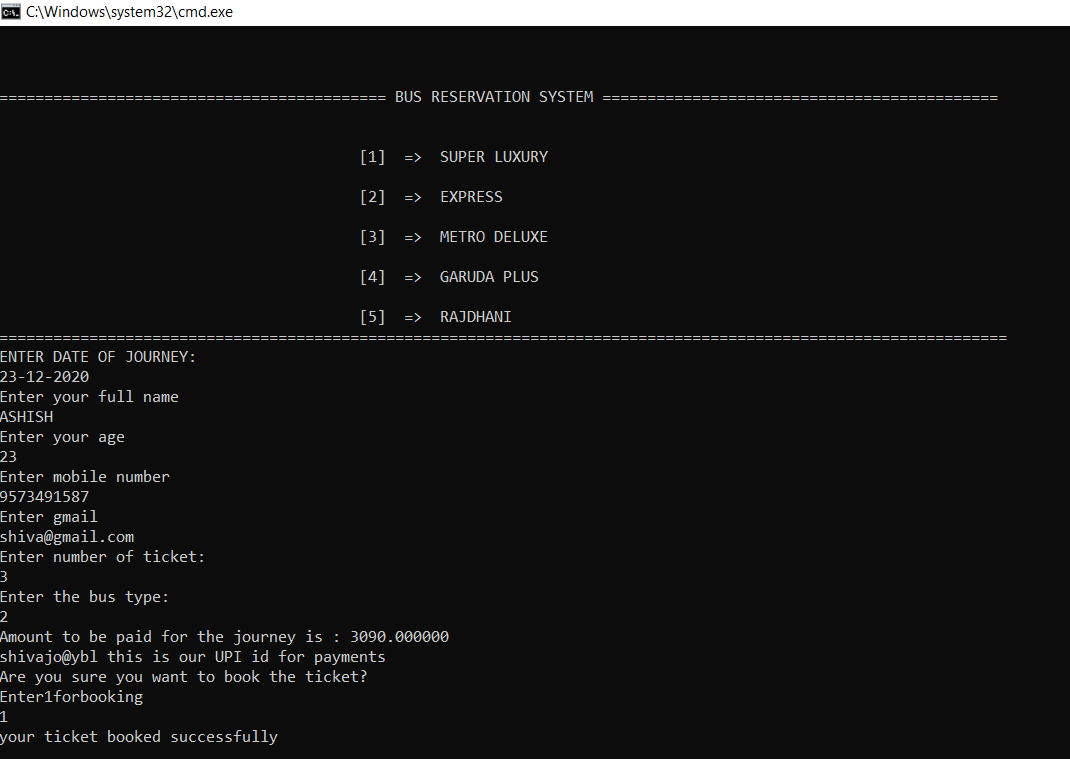 C:\Windows\system32\cmd.exe
=========================================== BUS RESERVATION SYSTEM ============================================
[1] => SUPER LUXURY
[2] => EXPRESS
[3] => METRO DELUXE
[4] => GARUDA PLUS
[5] => RAJDHANI
================================================================================================================
ENTER DATE OF JOURNEY:
23-12-2020
Enter your full name
ASHISH
Enter your age
23
Enter mobile number
9573491587
Enter gmail
shiva@gmail.com
Enter number of ticket:
3
Enter the bus type:
2
Amount to be paid for the journey is : 3090.000000
shivajo@ybl this is our UPI id for payments
Are you sure you want to book the ticket?
Enter1forbooking
1
your ticket booked successfully